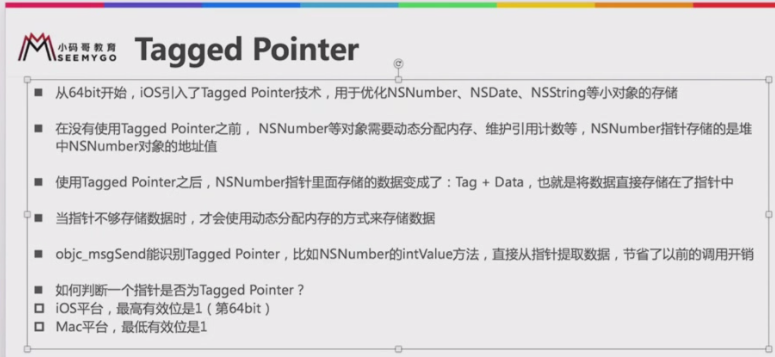 小码哥教育
SEEMYGO
Tagged Pointer
■ 从64bit开始，iOS引入了Tagged Pointer技术，用于优化NSNumber、NSDate、NSString等小对象的存储
■ 在没有使用Tagged Pointer之前， NSNumber等对象需要动态分配内存、维护引用计数等，NSNumber指针存储的是堆
中NSNumber对象的地址值
■ 使用Tagged Pointer之后，NSNumber指针里面存储的数据变成了：Tag + Data，也就是将数据直接存储在了指针中
■ 当指针不够存储数据时，才会使用动态分配内存的方式来存储数据
■ objc_msgSend能识别Tagged Pointer，比如NSNumber的intValue方法，直接从指针提取数据，节省了以前的调用开销
■ 如何判断一个指针是否为Tagged Pointer？
□ iOS平台，最高有效位是1（第64bit）
□ Mac平台，最低有效位是1